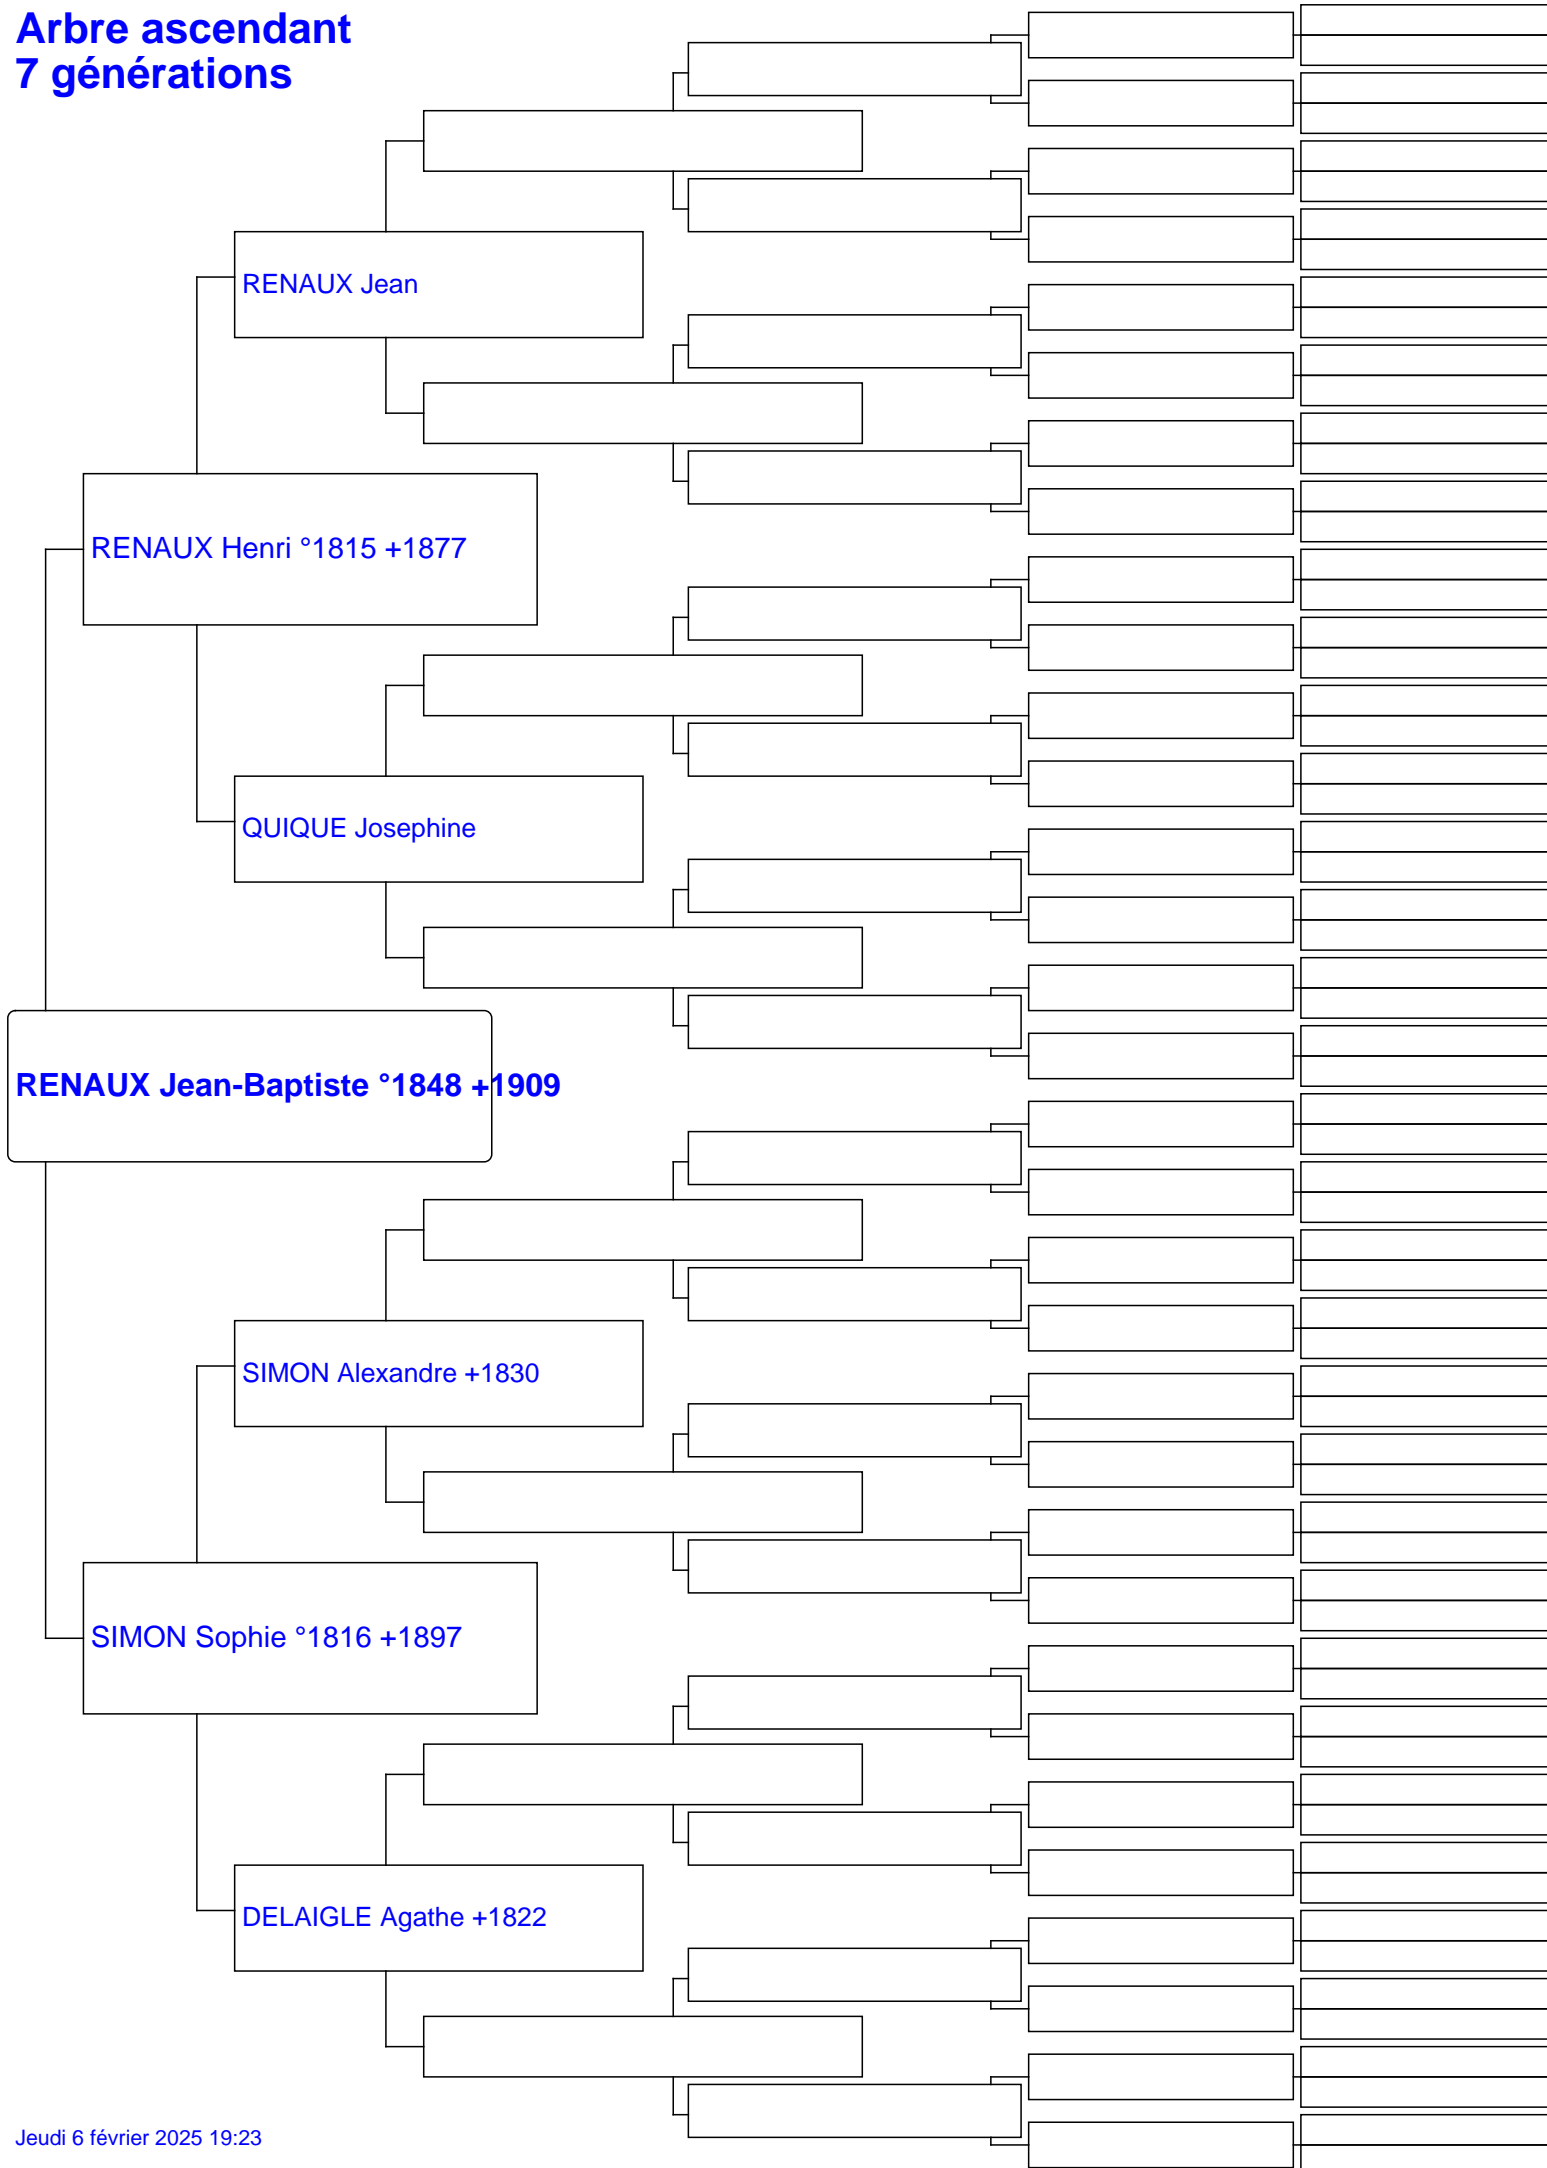 Arbre ascendant
7 générations
RENAUX Jean
RENAUX Henri °1815 +1877
QUIQUE Josephine
RENAUX Jean-Baptiste °1848 +1909
SIMON Alexandre +1830
SIMON Sophie °1816 +1897
DELAIGLE Agathe +1822
Jeudi 6 février 2025 19:23